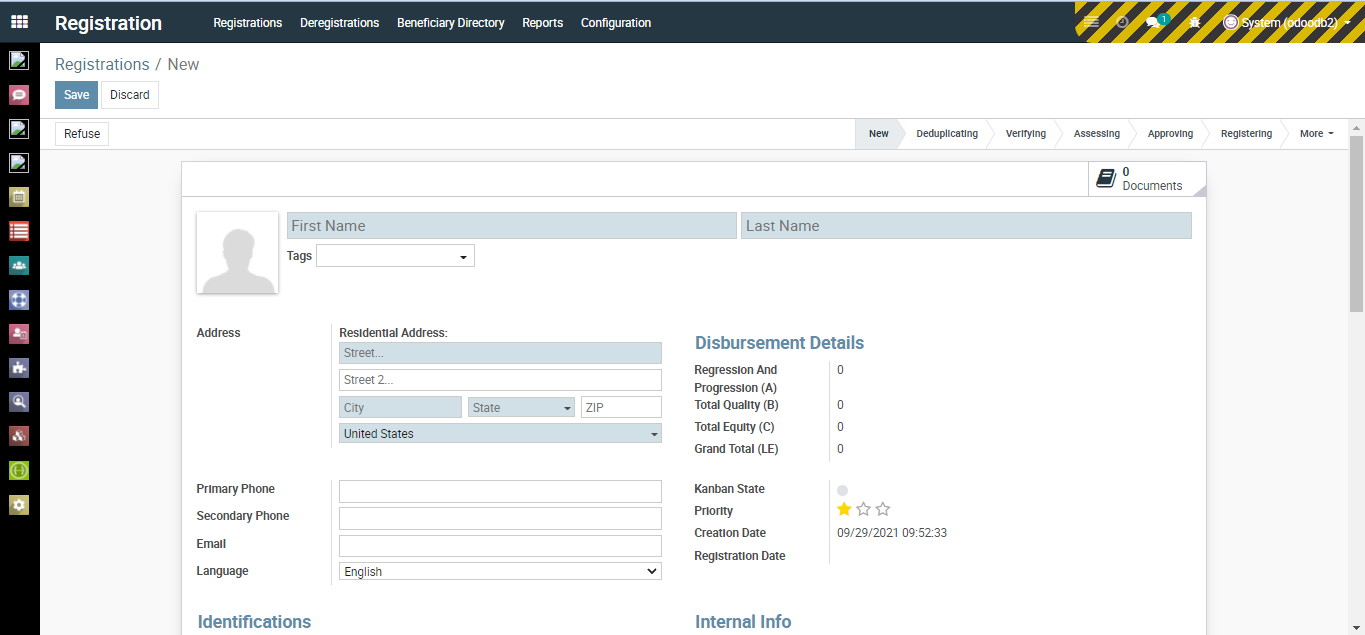 Registration Registrations Deregistrations Beneficiary Directory Reports Configuration 1 System (odoodb2)
Registrations / New
Save Discard
Refuse New Deduplicating Verifying Assessing Approving Registering More
0
Documents
First Name Last Name
Tags
Address Residential Address:
Street...
Street 2...
City State ZIP
United States
Disbursement Details
Regression And
Progression (A) 0
Total Quality (B) 0
Total Equity (C) 0
Grand Total (LE) 0
Primary Phone
Secondary Phone
Email
Language English
Kanban State
Priority
Creation Date 09/29/2021 09:52:33
Registration Date
Identifications
Internal Info